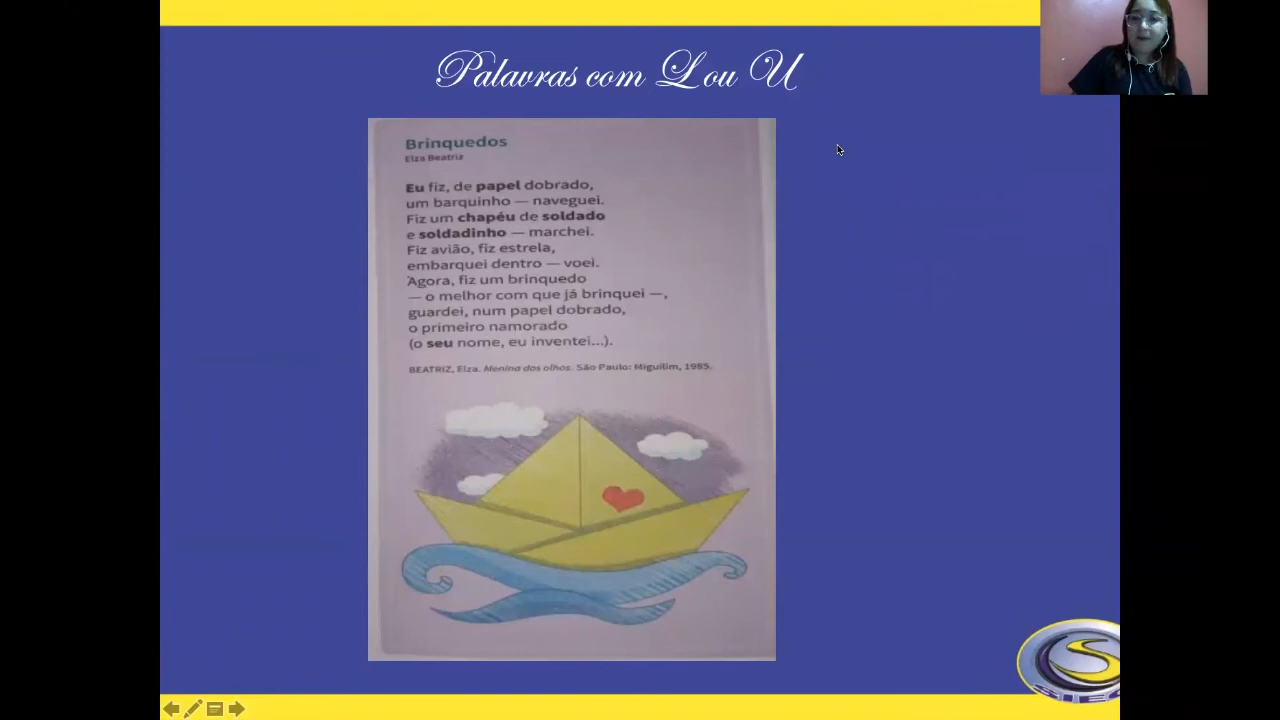 Palavras com L ou U
Brinquedos
Elza Beatriz
Eu fiz, de papel dobrado,
um barquinho — naveguei.
Fiz um chapéu de soldado
e soldadinho — marchei.
Fiz avião, fiz estrela,
embarquei dentro — voei.
Agora, fiz um brinquedo
— o melhor com que já brinquei —,
guardei, num papel dobrado,
o primeiro namorado
(o seu nome, eu inventei...).
BEATRIZ, Elza. Menina dos olhos. São Paulo: Miguilim, 1985.